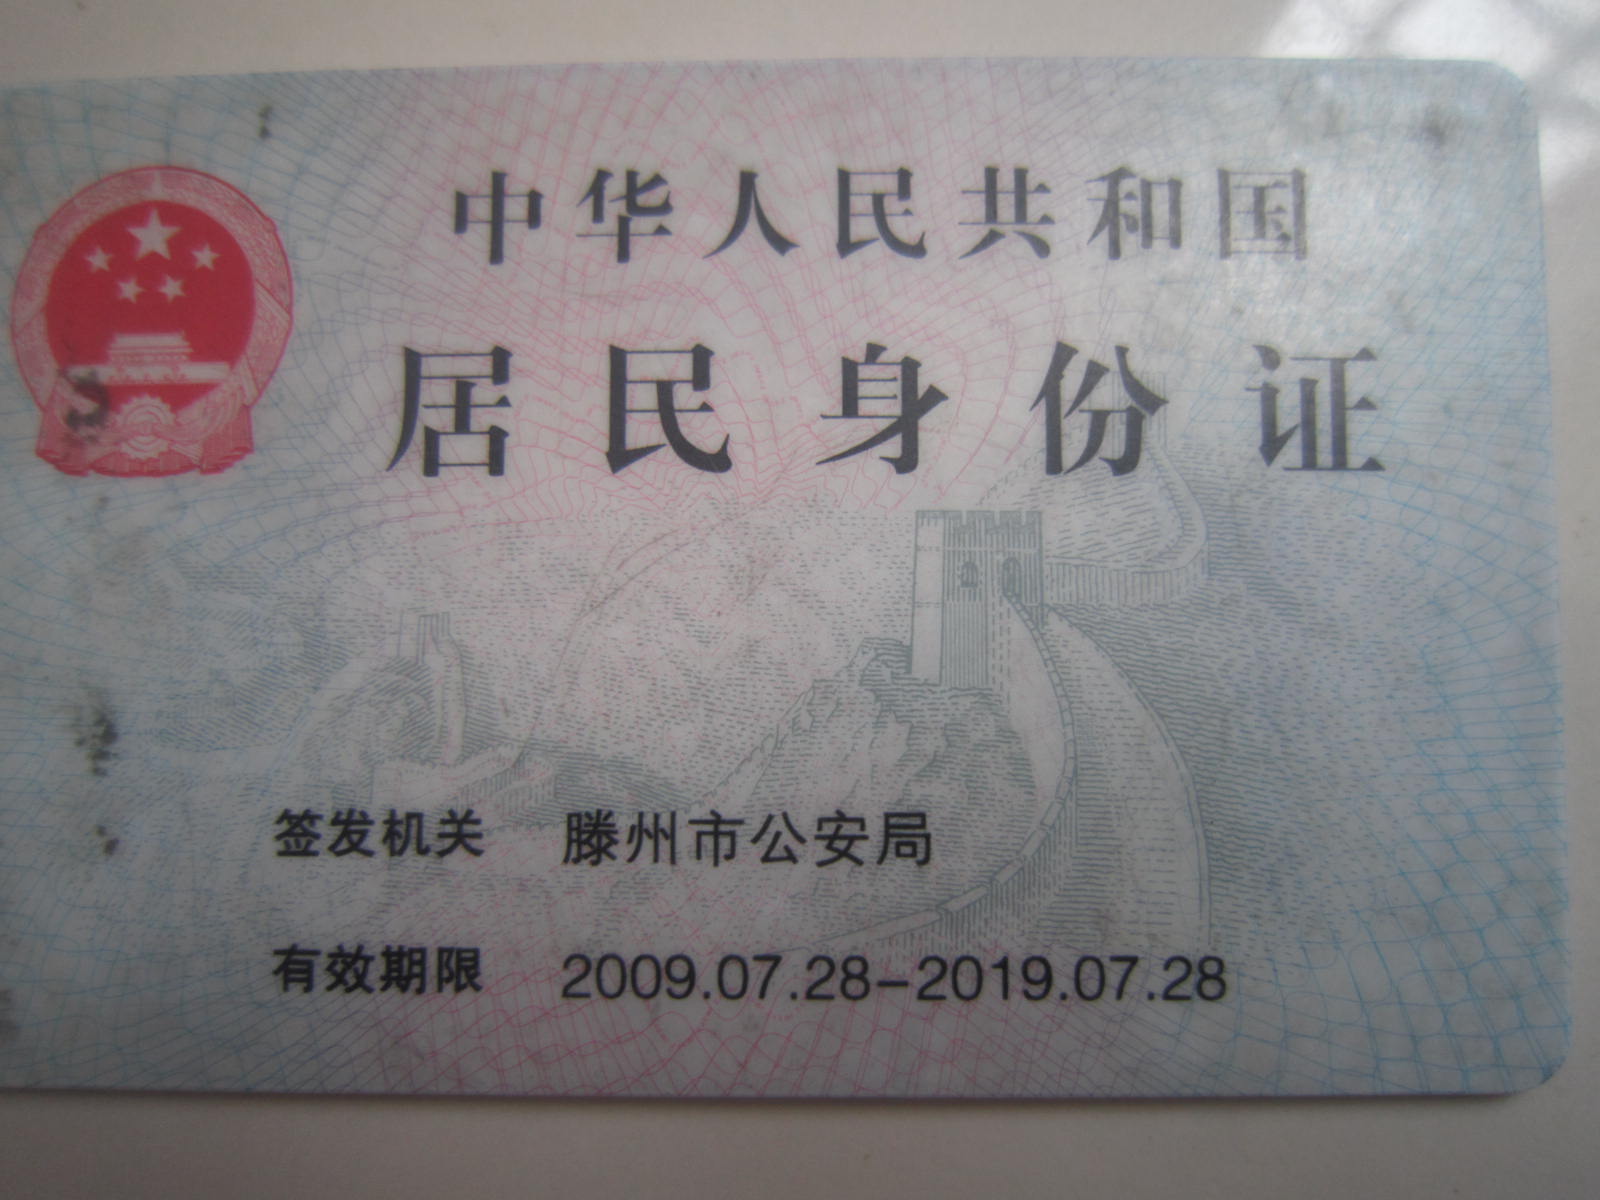 中华人民共和国
居民身份证
签发机关 滕州市公安局
有效期限 2009.07.28-2019.07.28